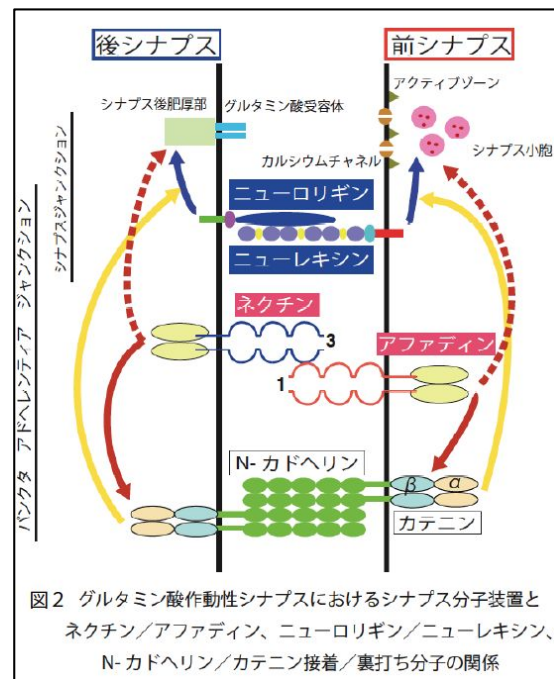 後シナプス
前シナプス
アクティブゾーン
シナプス後肥厚部
グルタミン酸受容体
シナプス小胞
カルシウムチャネル
シナプスジャンクション
ニューロリギン
ニューレキシン
ネクチン
3
アファディン
1
パンクタ アドヘレンティア ジャンクション
N- カドヘリン
β
α
カテニン
図2 グルタミン酸作動性シナプスにおけるシナプス分子装置と
ネクチン／アファディン、ニューロリギン／ニューレキシン、
N- カドヘリン／カテニン接着／裏打ち分子の関係